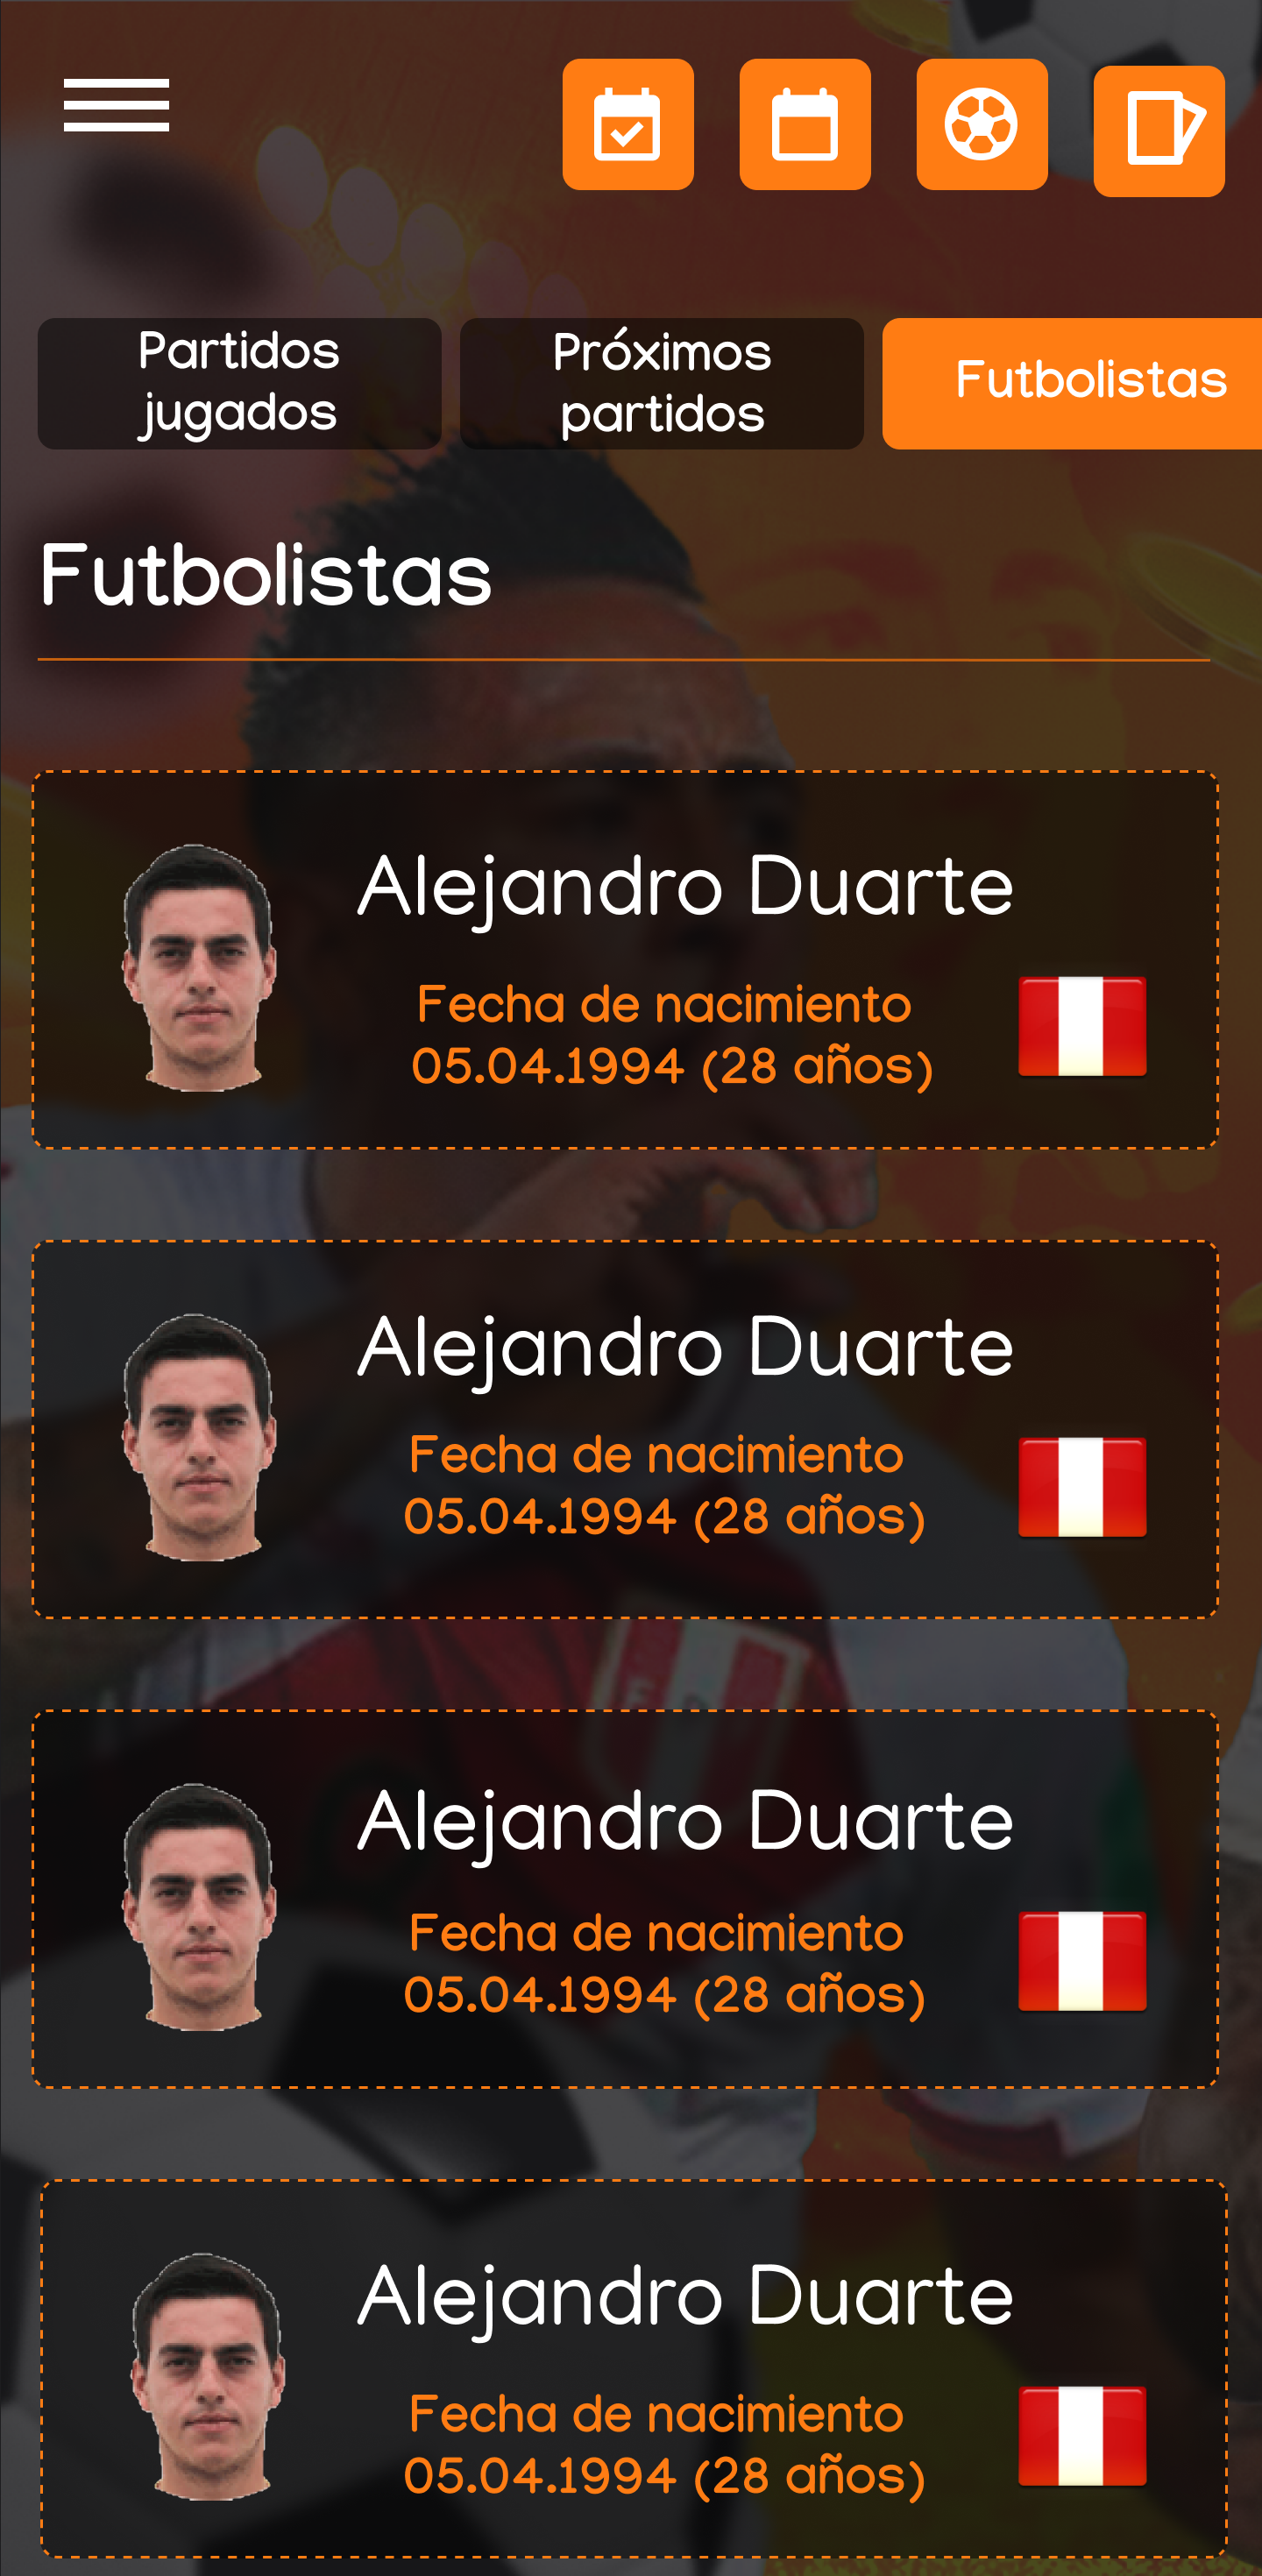 Partidos
jugados
Próximos
partidos
Futbolistas
Futbolistas
Alejandro Duarte
Fecha de nacimiento
05.04.1994 (28 años)
Alejandro Duarte
Fecha de nacimiento
05.04.1994 (28 años)
Alejandro Duarte
Fecha de nacimiento
05.04.1994 (28 años)
Alejandro Duarte
Fecha de nacimiento
05.04.1994 (28 años)